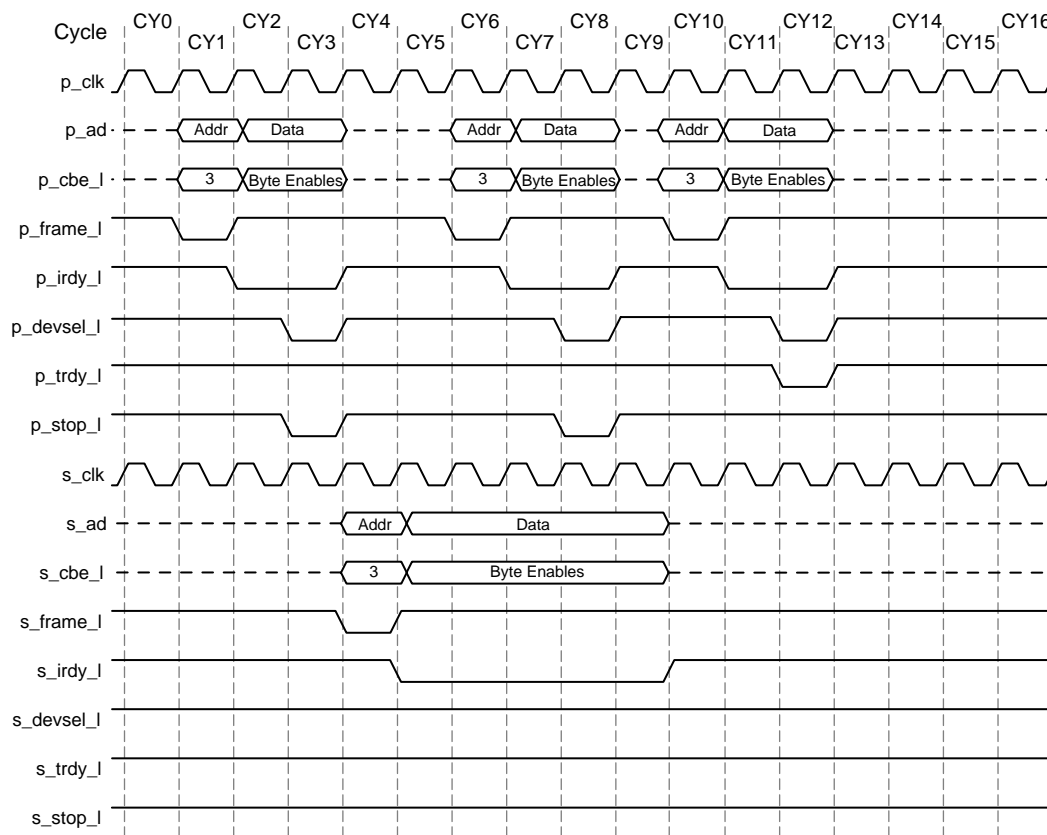 Cycle CY0 CY2 CY4 CY6 CY8 CY10 CY12 CY14 CY16
CY1 CY3 CY5 CY7 CY9 CY11 CY13 CY15
p_clk
p_ad Addr Data Addr Data Addr Data
p_cbe_l 3 Byte Enables 3 Byte Enables 3 Byte Enables
p_frame_l
p_irdy_l
p_devsel_l
p_trdy_l
p_stop_l
s_clk
s_ad Addr Data
s_cbe_l 3 Byte Enables
s_frame_l
s_irdy_l
s_devsel_l
s_trdy_l
s_stop_l